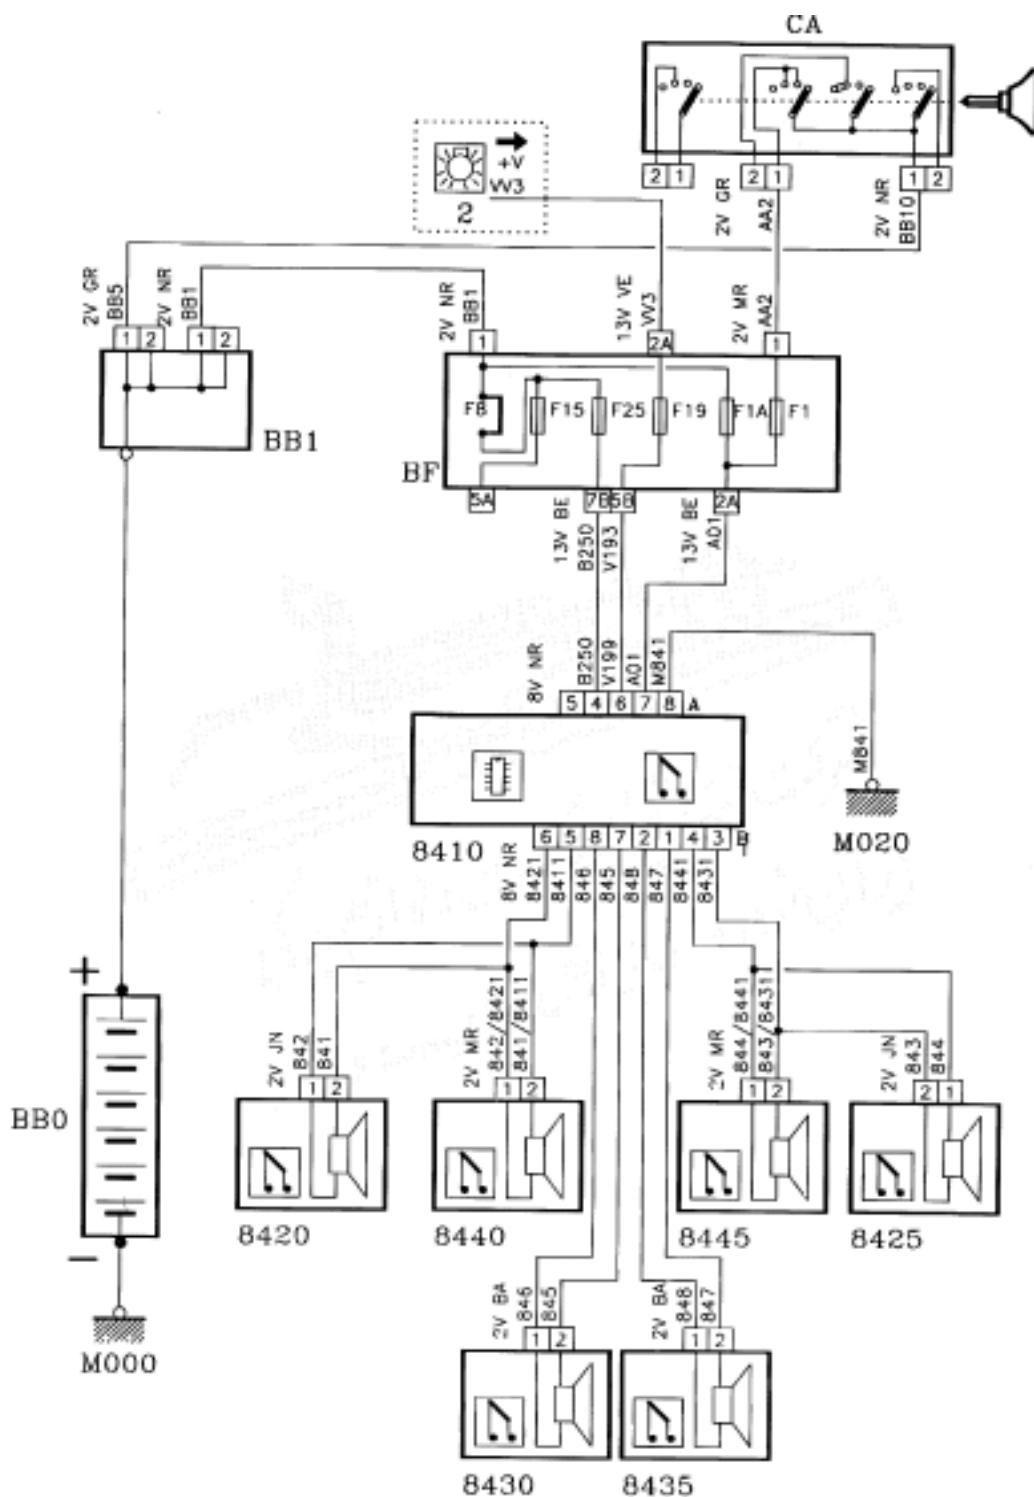 CA
+V
VV3
2
2 1
2 1
1 2
2V GR
AA2
2V NR
BB10
2V GR
BB5
2V NR
BB1
2V NR
BB1
13V VE
VV3
2V MR
AA2
1 2
1 2
1
2A
1
BB1
BF
F8
F15
F25
F19
F1A
F1
5A
7B
5B
2A
13V BE
B250
V193
13V BE
A01
8V NR
B250
V199
A01
M841
5 4 6 7 8 A
M841
M020
8410
6 5 8 7 2 1 4 3 B
8V NR
8421
8411
846
845
848
847
8441
8431
+
BB0
–
M000
2V JN
842
841
2V MR
842/8421
841/8411
2V MR
844/8441
843/8431
2V JN
843
844
1 2
1 2
1 2
2 1
8420
8440
8445
8425
2V BA
846
845
2V BA
848
847
1 2
1 2
8430
8435